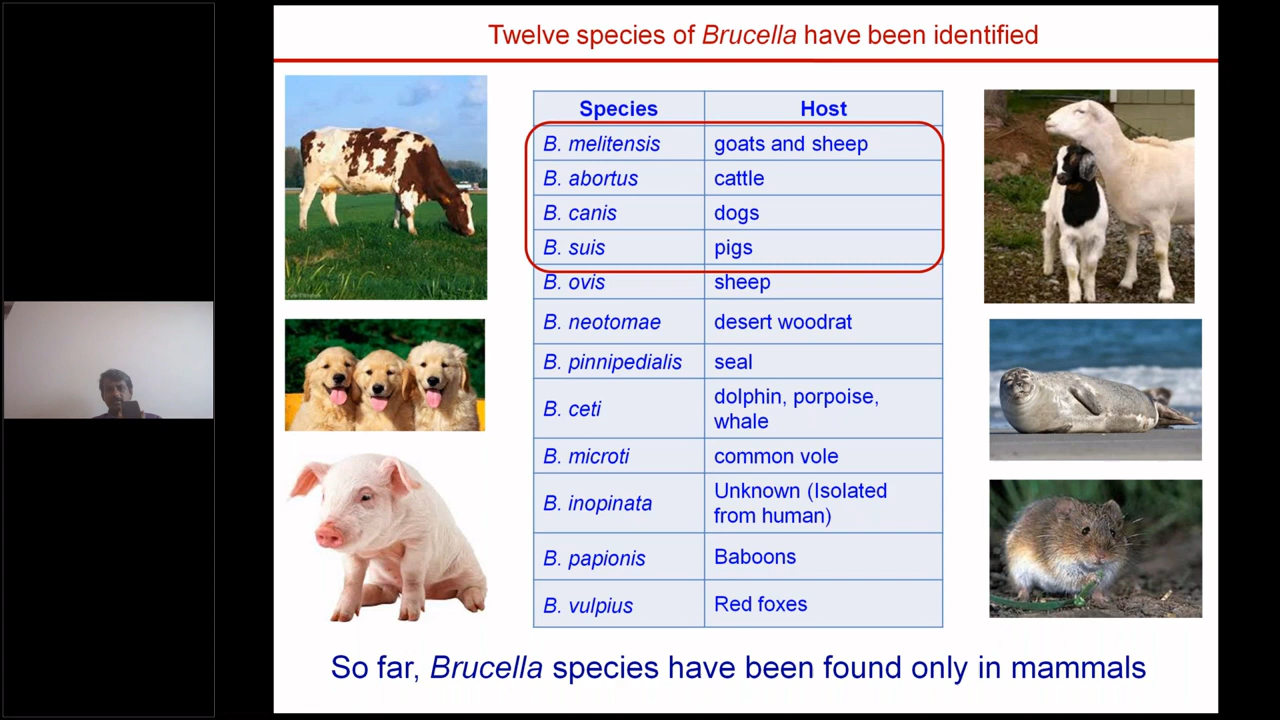 Twelve species of Brucella have been identified
Species Host
B. melitensis goats and sheep
B. abortus cattle
B. canis dogs
B. suis pigs
B. ovis sheep
B. neotomae desert woodrat
B. pinnipedialis seal
B. ceti dolphin, porpoise,
whale
B. microti common vole
B. inopinata Unknown (Isolated
from human)
B. papionis Baboons
B. vulpius Red foxes
So far, Brucella species have been found only in mammals